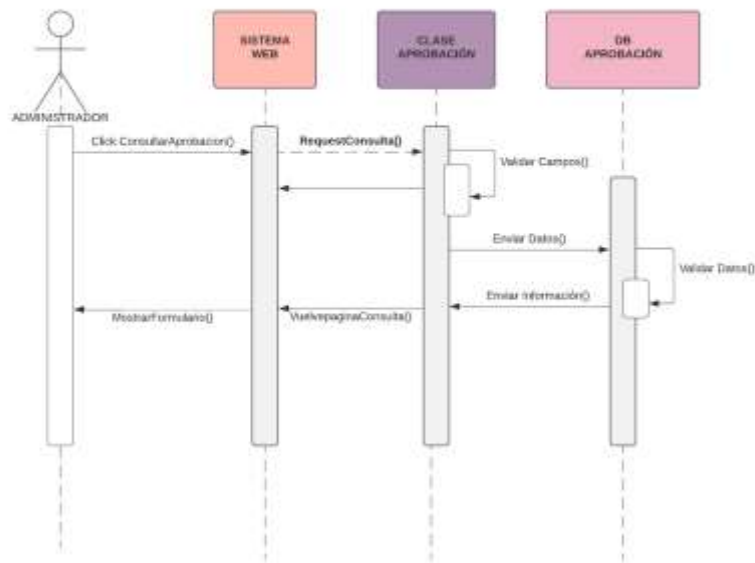 SISTEMA
WEB
CLASE
APROBACIÓN
DB
APROBACIÓN
ADMINISTRADOR
Click ConsultarAprobacion()
RequestConsulta()
Validar Campos()
Enviar Datos()
Validar Datos()
Enviar Información()
VuelvepaginaConsulta()
MostrarFormulario()